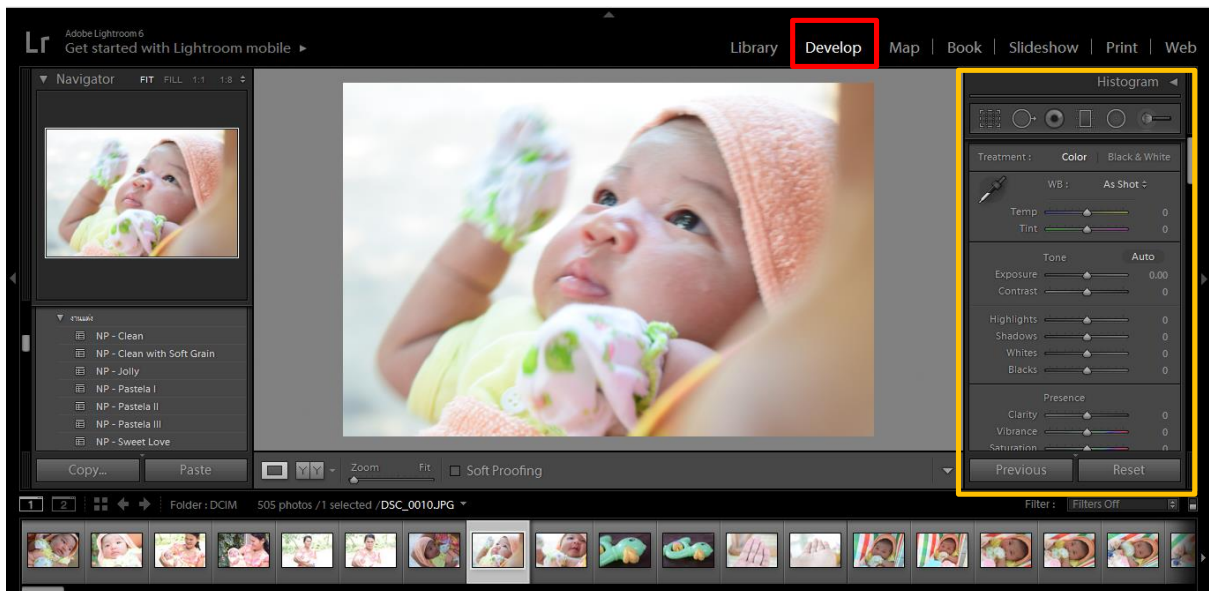 Adobe Lightroom 6
Lr Get started with Lightroom mobile
Library Develop Map | Book | Slideshow | Print | Web
Navigator FIT FILL 1:1 1:8
Histogram
Treatment : Color | Black & White
WB : As Shot
Temp 0
Tint 0
Tone Auto
Exposure 0.00
Contrast 0
Highlights 0
Shadows 0
Whites 0
Blacks 0
Presence
Clarity 0
Vibrance 0
Saturation 0
NP - Clean
NP - Clean with Soft Grain
NP - Jolly
NP - Pastela I
NP - Pastela II
NP - Pastela III
NP - Sweet Love
Copy... Paste
Y Y Zoom Fit Soft Proofing
Previous Reset
1 2 Folder : DCIM 505 photos / 1 selected / DSC_0010.JPG
Filter : Filters Off